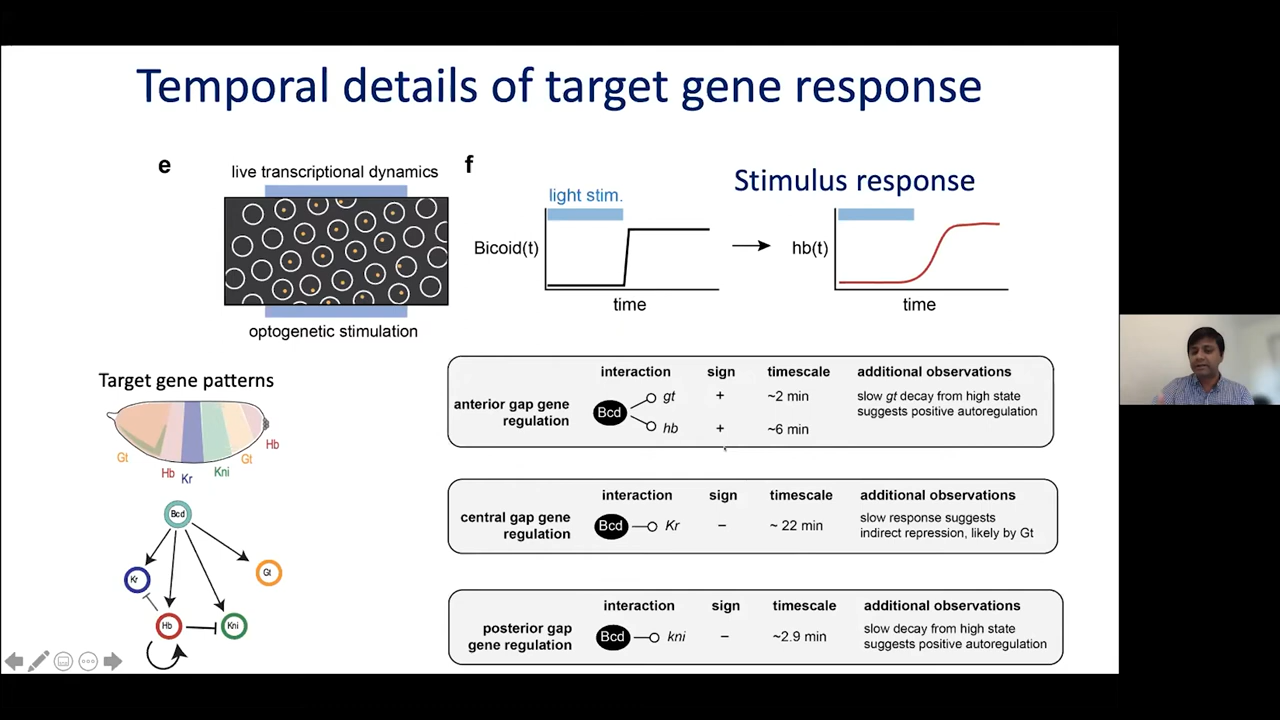 Temporal details of target gene response
e
live transcriptional dynamics
optogenetic stimulation
f
light stim.
Bicoid(t)
time
Stimulus response
hb(t)
time
Target gene patterns
Gt
Hb
Kr
Kni
Gt
Hb
Bcd
Kr
Gt
Hb
Kni
interaction sign timescale additional observations
anterior gap gene
regulation
Bcd
gt + ~2 min
hb + ~6 min
slow gt decay from high state
suggests positive autoregulation
interaction sign timescale additional observations
central gap gene
regulation
Bcd Kr – ~ 22 min
slow response suggests
indirect repression, likely by Gt
interaction sign timescale additional observations
posterior gap
gene regulation
Bcd kni – ~2.9 min
slow decay from high state
suggests positive autoregulation